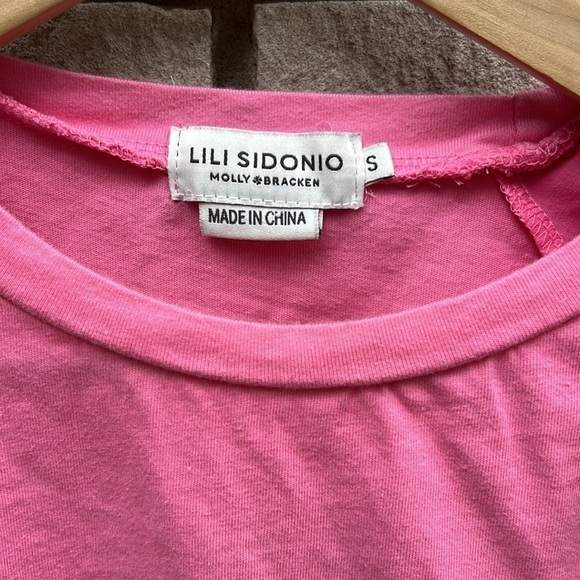 LILI SIDONIO
MOLLY♣BRACKEN
S
MADE IN CHINA